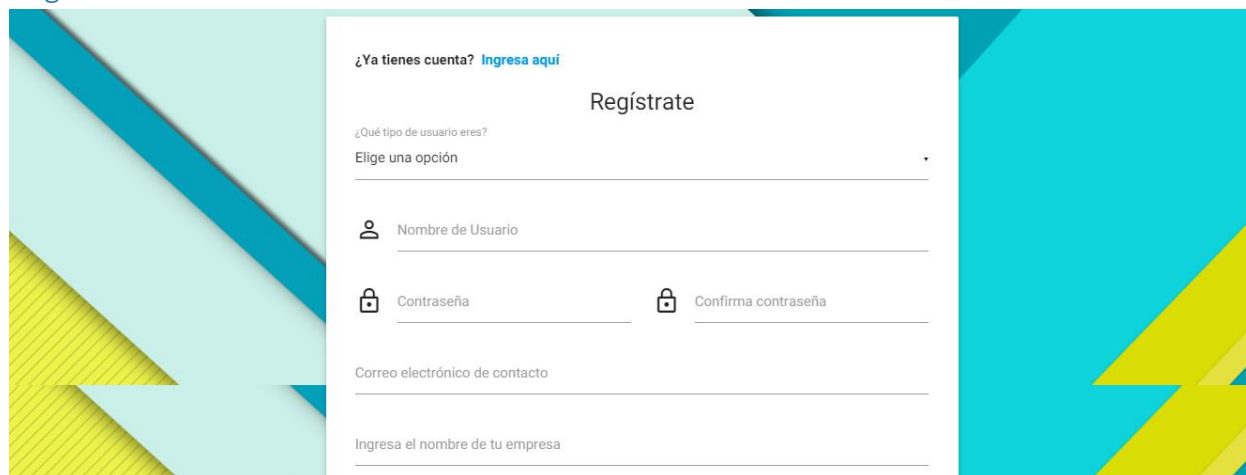 ¿Ya tienes cuenta? Ingresa aquí
Regístrate
¿Qué tipo de usuario eres?
Elige una opción
Nombre de Usuario
Contraseña Confirma contraseña
Correo electrónico de contacto
Ingresa el nombre de tu empresa